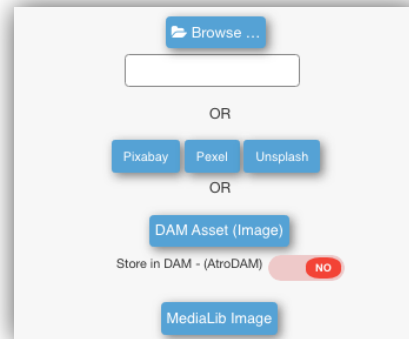 Browse ...
OR
Pixabay Pexel Unsplash
OR
DAM Asset (Image)
Store in DAM - (AtroDAM) NO
MediaLib Image